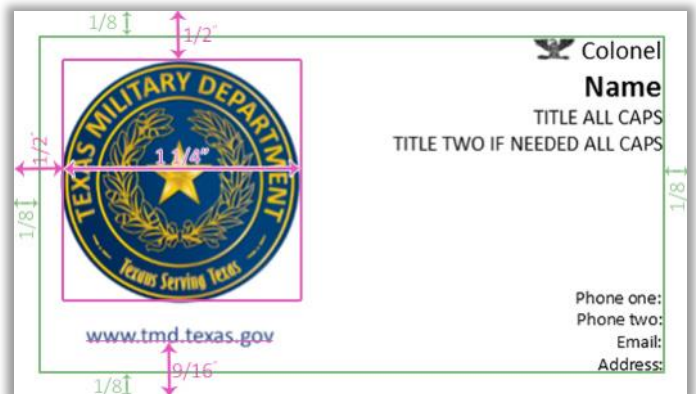 1/8
1/2"
Colonel
Name
TITLE ALL CAPS
TITLE TWO IF NEEDED ALL CAPS
TEXAS MILITARY DEPARTMENT
Texans Serving Texas
1 1/4"
1/2"
1/8
1/8
www.tmd.texas.gov
9/16"
1/8
Phone one:
Phone two:
Email:
Address: